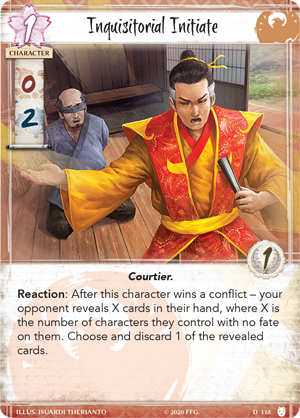 1
Inquisitorial Initiate
CHARACTER
0
2
1
Courtier.
Reaction: After this character wins a conflict – your
opponent reveals X cards in their hand, where X is
the number of characters they control with no fate
on them. Choose and discard 1 of the revealed
cards.
ILLUS. ISUARDI THERIANTO
© 2020 FFG
D 118